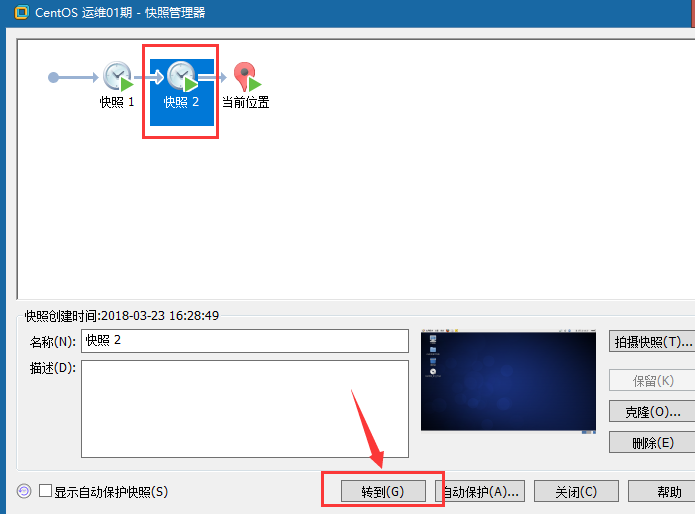 CentOS 运维01期 - 快照管理器
快照 1
快照 2
当前位置
快照创建时间:2018-03-23 16:28:49
名称(N):
快照 2
描述(D):
拍摄快照(T)...
保留(K)
克隆(O)...
删除(E)
显示自动保护快照(S)
转到(G)
自动保护(A)...
关闭(C)
帮助